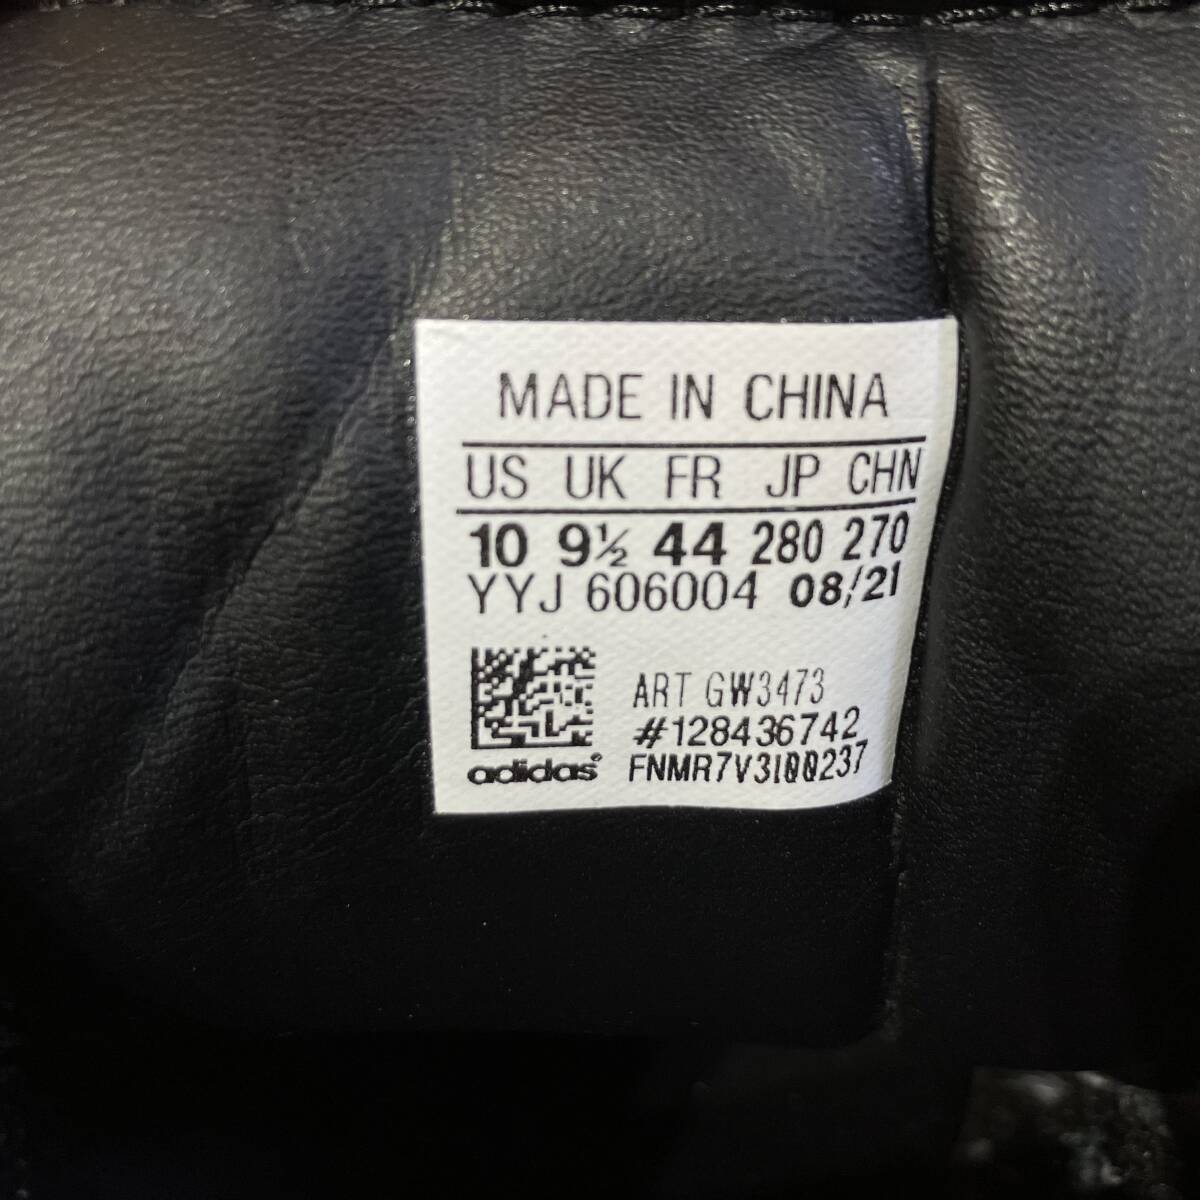 MADE IN CHINA
US UK FR JP CHN
10 9½ 44 280 270
YYJ 606004 08/21
ART GW3473
#128436742
adidas® FNMR7V3I00237